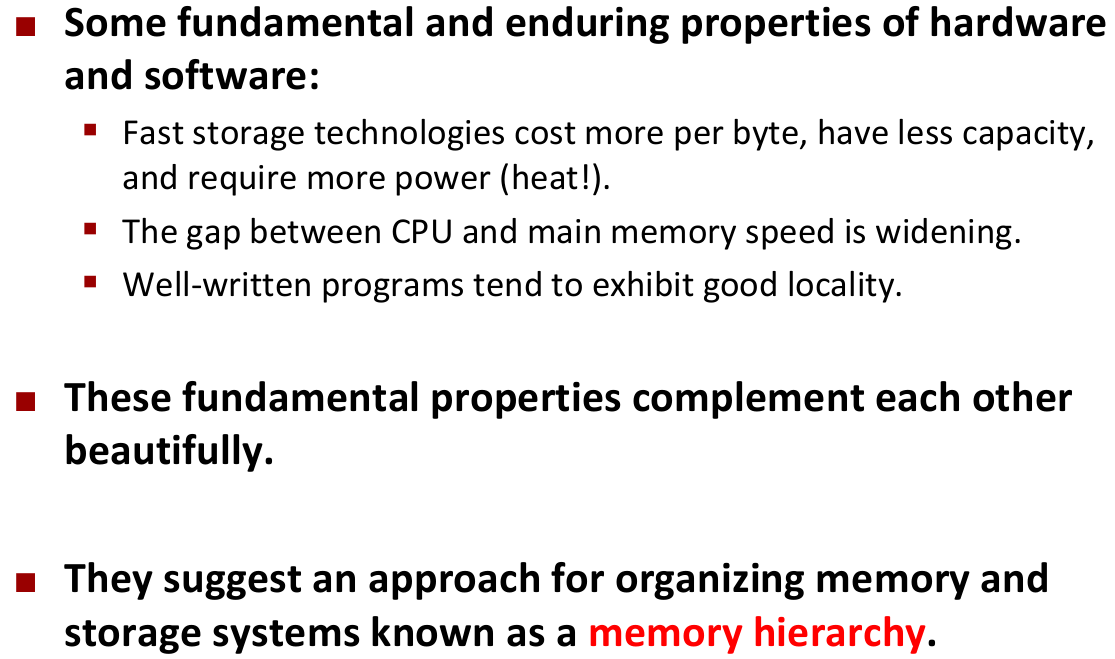 ■ Some fundamental and enduring properties of hardware
and software:
▪ Fast storage technologies cost more per byte, have less capacity,
and require more power (heat!).
▪ The gap between CPU and main memory speed is widening.
▪ Well-written programs tend to exhibit good locality.
■ These fundamental properties complement each other
beautifully.
■ They suggest an approach for organizing memory and
storage systems known as a memory hierarchy.